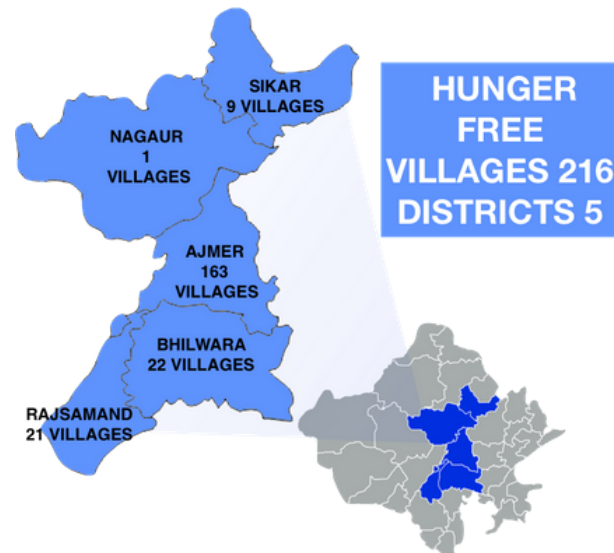 SIKAR
9 VILLAGES
HUNGER
FREE
VILLAGES 216
DISTRICTS 5
NAGAUR
1
VILLAGES
AJMER
163
VILLAGES
BHILWARA
22 VILLAGES
RAJSAMAND
21 VILLAGES